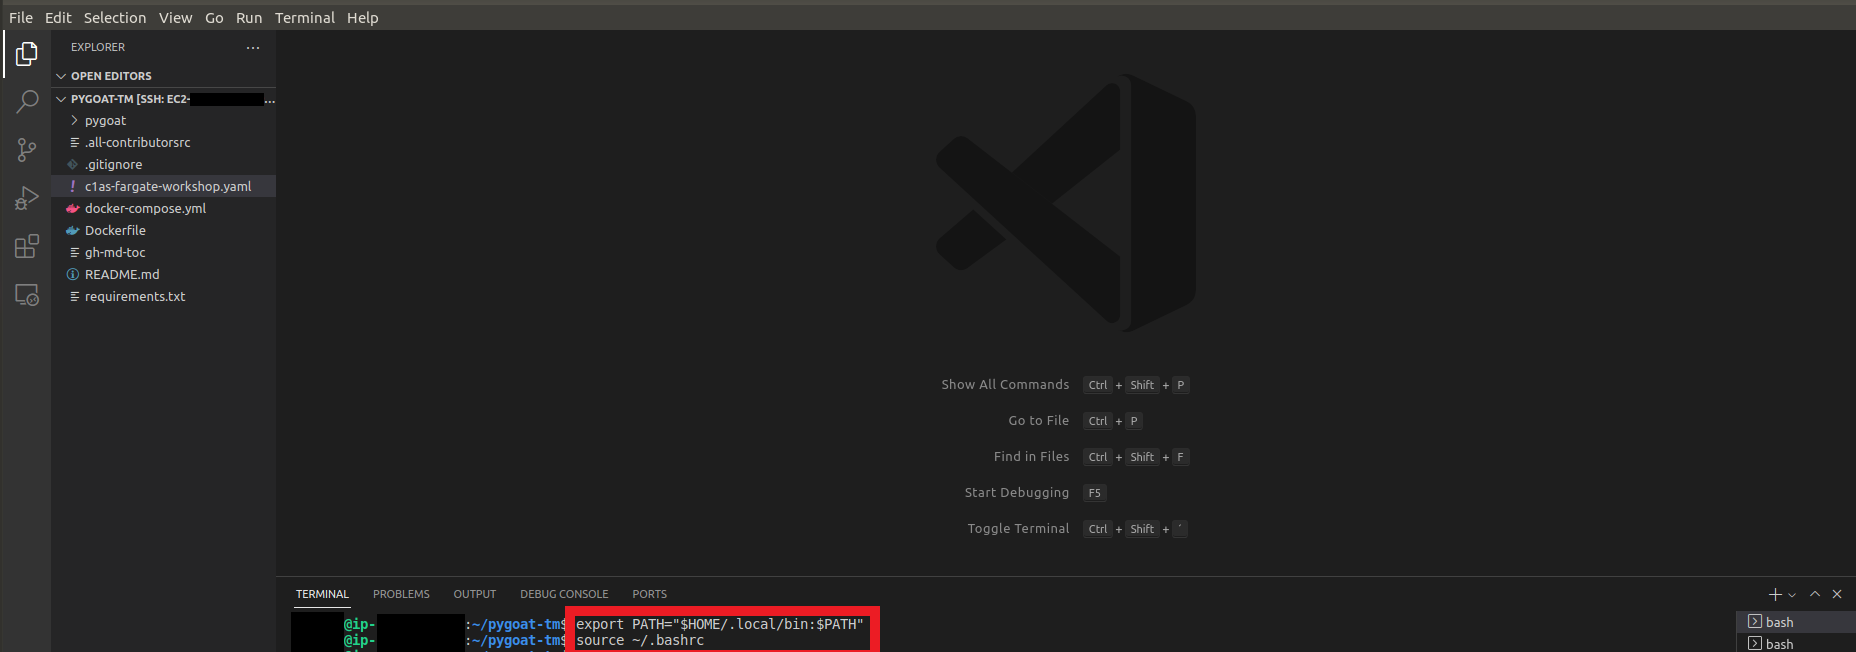 File Edit Selection View Go Run Terminal Help
EXPLORER ...
OPEN EDITORS
PYGOAT-TM [SSH: EC2- ...
pygoat
.all-contributorsrc
.gitignore
! c1as-fargate-workshop.yaml
docker-compose.yml
Dockerfile
gh-md-toc
README.md
requirements.txt
Show All Commands Ctrl + Shift + P
Go to File Ctrl + P
Find in Files Ctrl + Shift + F
Start Debugging F5
Toggle Terminal Ctrl + Shift + `
TERMINAL PROBLEMS OUTPUT DEBUG CONSOLE PORTS
@ip- :~/pygoat-tm$ export PATH="$HOME/.local/bin:$PATH"
@ip- :~/pygoat-tm$ source ~/.bashrc
bash
bash